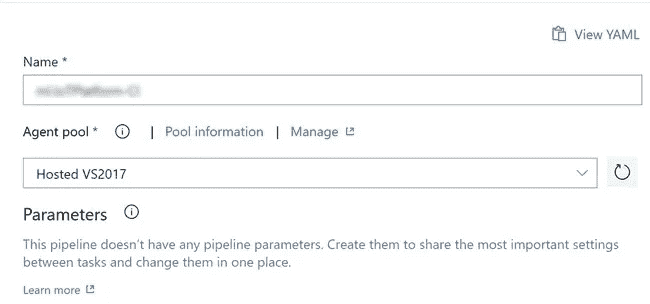 View YAML
Name *
Agent pool * | Pool information | Manage
Hosted VS2017
Parameters
This pipeline doesn't have any pipeline parameters. Create them to share the most important settings
between tasks and change them in one place.
Learn more